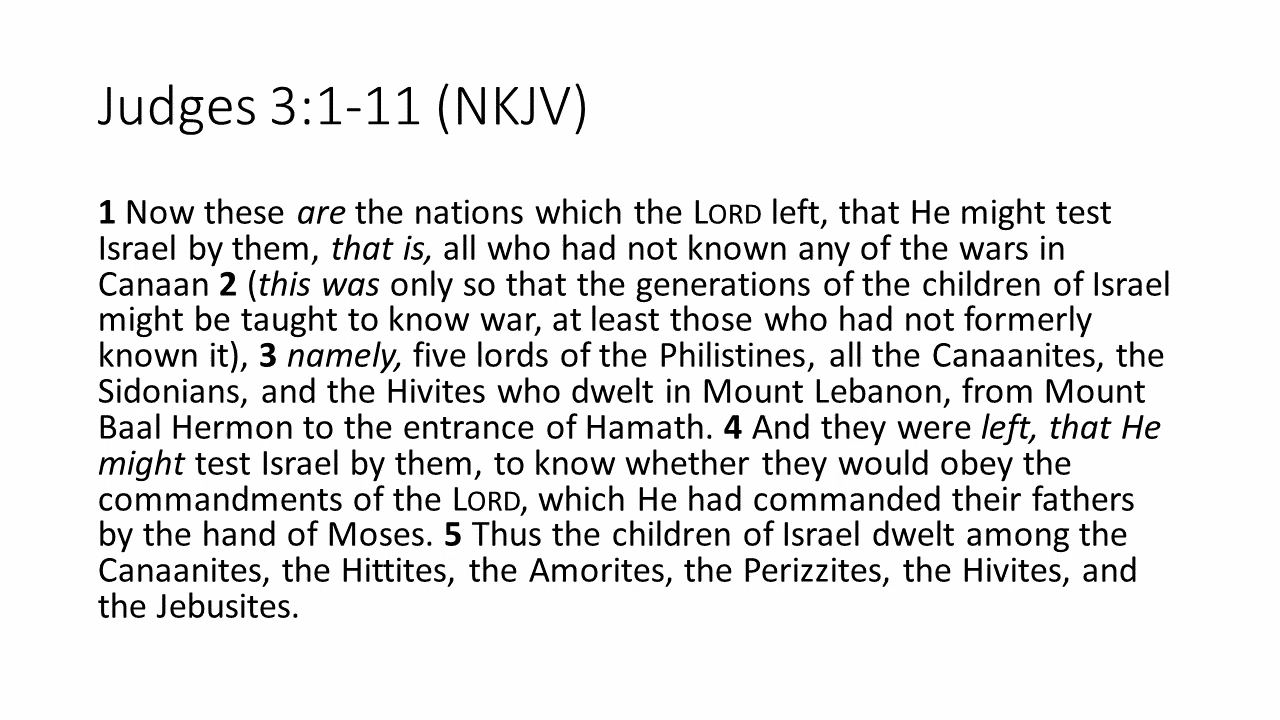 Judges 3:1-11 (NKJV)
1 Now these are the nations which the LORD left, that He might test
Israel by them, that is, all who had not known any of the wars in
Canaan 2 (this was only so that the generations of the children of Israel
might be taught to know war, at least those who had not formerly
known it), 3 namely, five lords of the Philistines, all the Canaanites, the
Sidonians, and the Hivites who dwelt in Mount Lebanon, from Mount
Baal Hermon to the entrance of Hamath. 4 And they were left, that He
might test Israel by them, to know whether they would obey the
commandments of the LORD, which He had commanded their fathers
by the hand of Moses. 5 Thus the children of Israel dwelt among the
Canaanites, the Hittites, the Amorites, the Perizzites, the Hivites, and
the Jebusites.